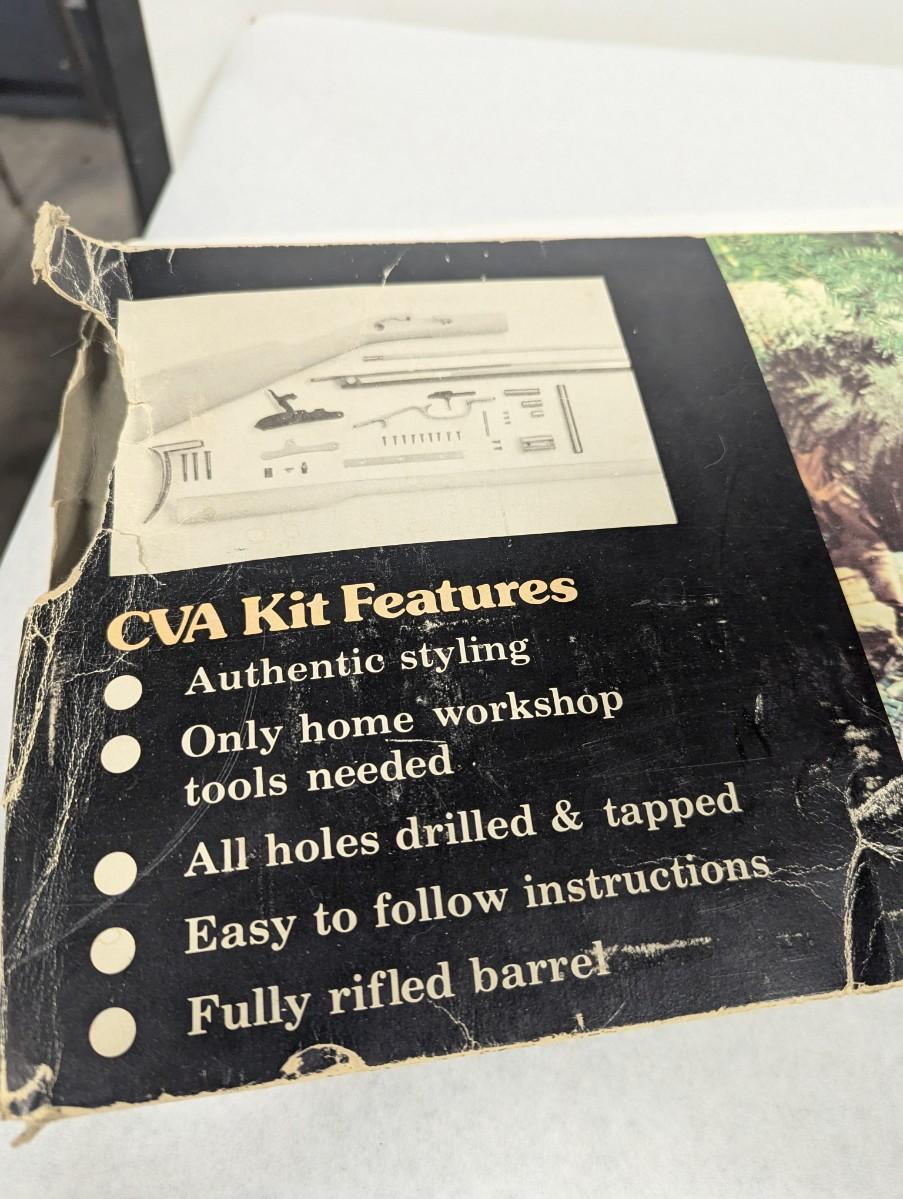 CVA Kit Features
Authentic styling
Only home workshop
tools needed
All holes drilled & tapped
Easy to follow instructions
Fully rifled barrel